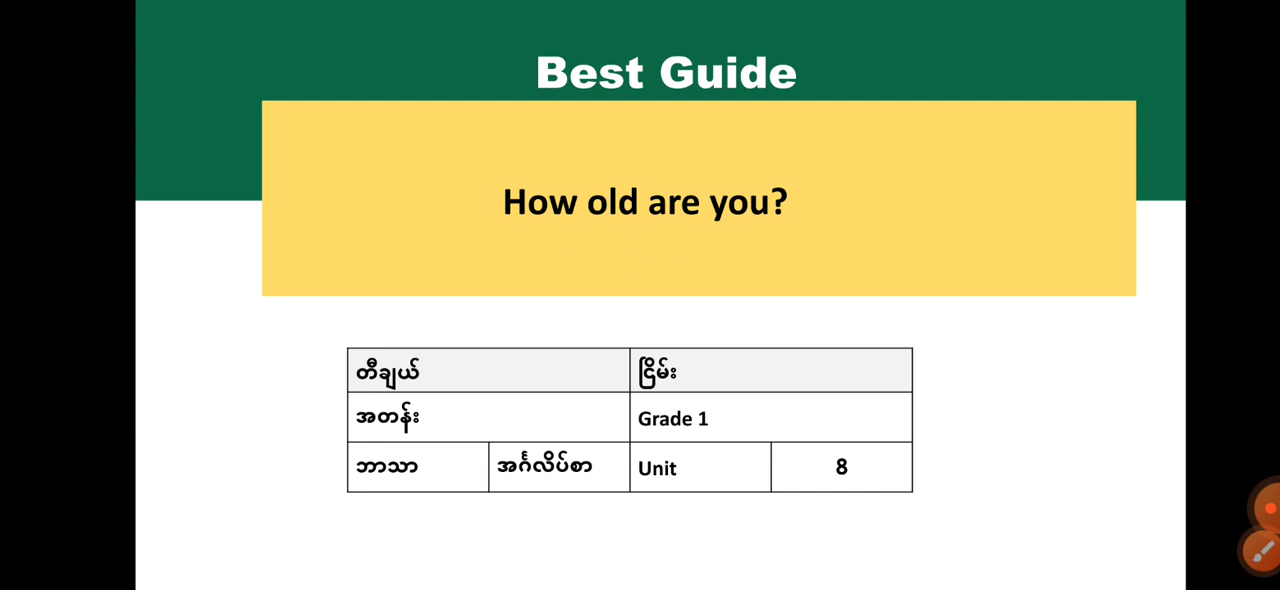 Best Guide
How old are you?
တီချယ် ငြိမ်း
အတန်း Grade 1
ဘာသာ အင်္ဂလိပ်စာ Unit 8